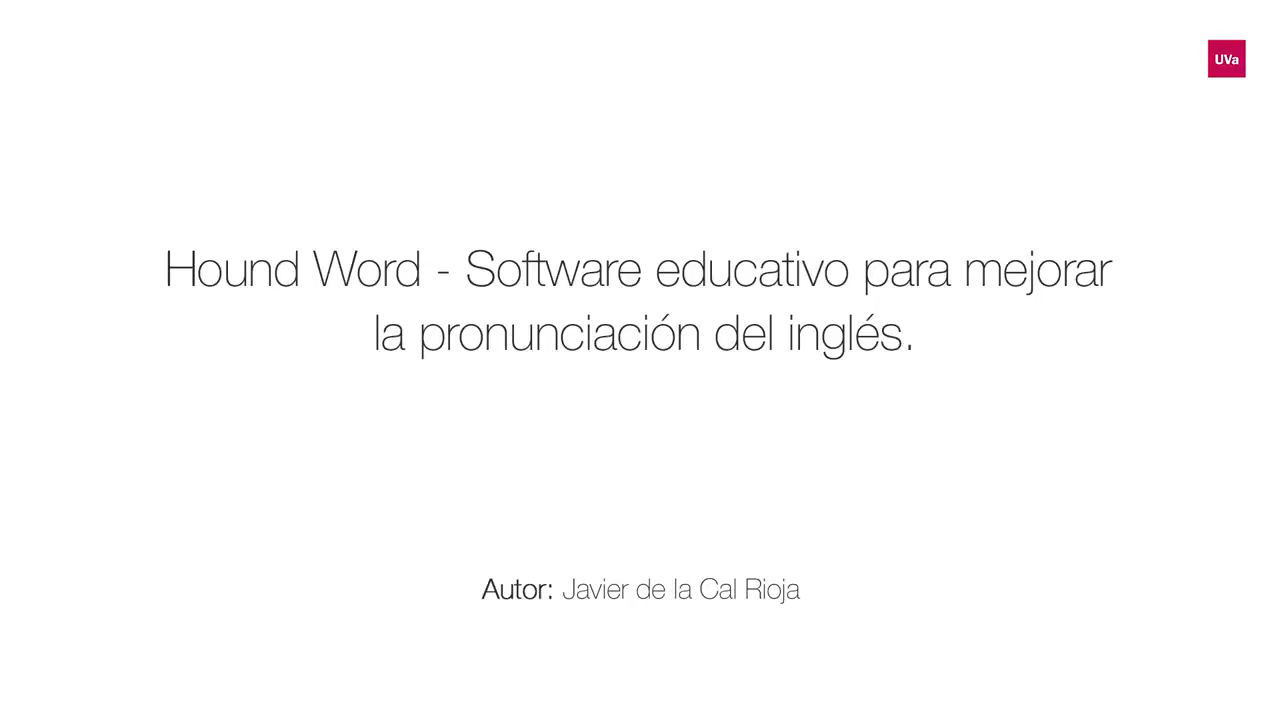 UVa
Hound Word - Software educativo para mejorar
la pronunciación del inglés.
Autor: Javier de la Cal Rioja